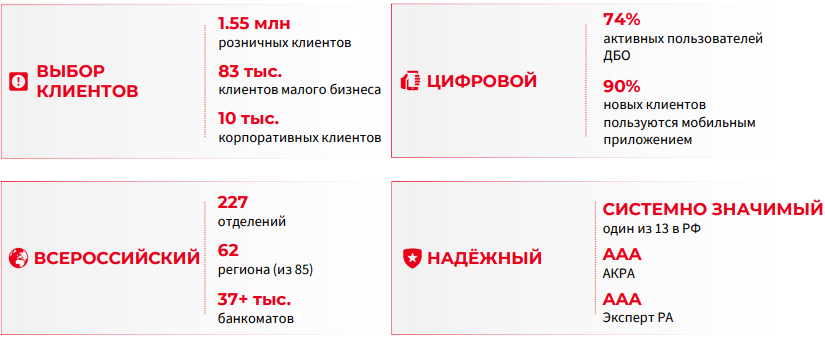 ВЫБОР
КЛИЕНТОВ
1.55 млн
розничных клиентов
83 тыс.
клиентов малого бизнеса
10 тыс.
корпоративных клиентов
ЦИФРОВОЙ
74%
активных пользователей
ДБО
90%
новых клиентов
пользуются мобильным
приложением
ВСЕРОССИЙСКИЙ
227
отделений
62
региона (из 85)
37+ тыс.
банкоматов
НАДЁЖНЫЙ
СИСТЕМНО ЗНАЧИМЫЙ
один из 13 в РФ
ААА
АКРА
ААА
Эксперт РА